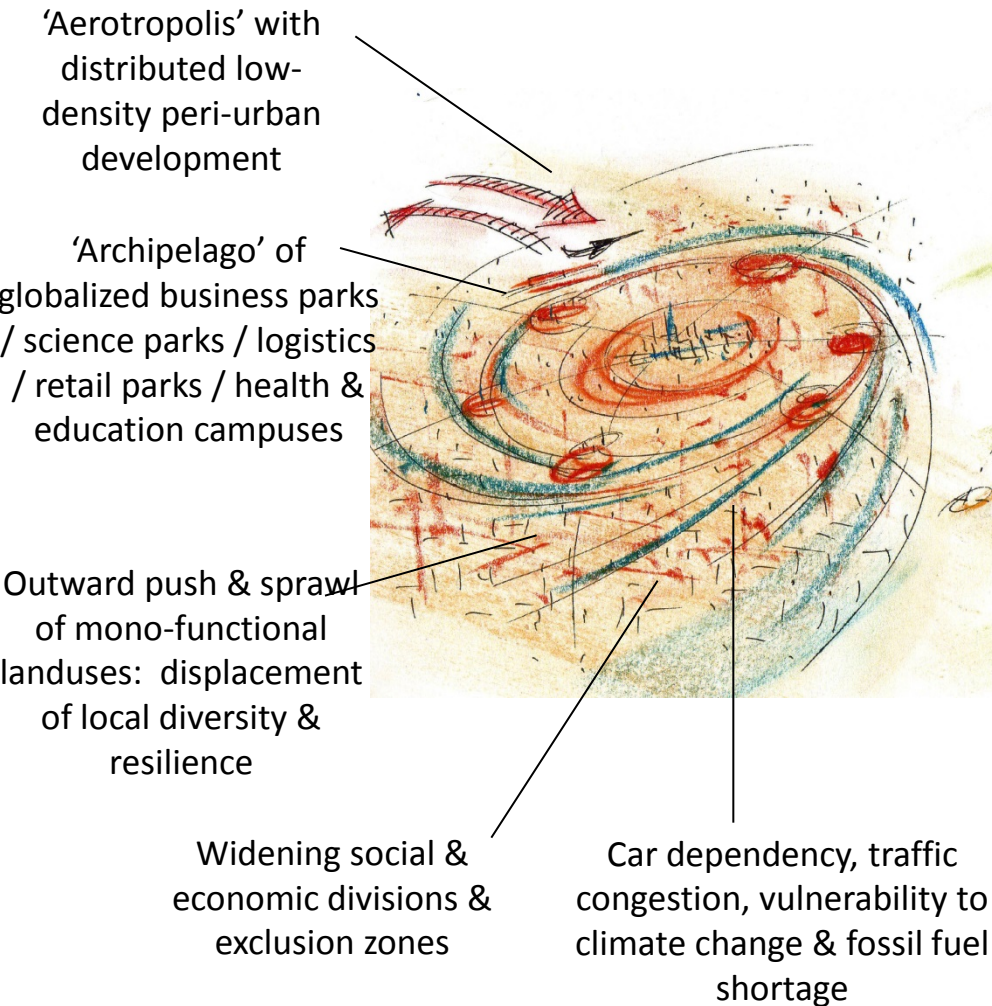 ‘Aerotropolis’ with
distributed low-
density peri-urban
development
‘Archipelago’ of
globalized business parks
/ science parks / logistics
/ retail parks / health &
education campuses
Outward push & sprawl
of mono-functional
landuses:  displacement
of local diversity &
resilience
Widening social &
economic divisions &
exclusion zones
Car dependency, traffic
congestion, vulnerability to
climate change & fossil fuel
shortage